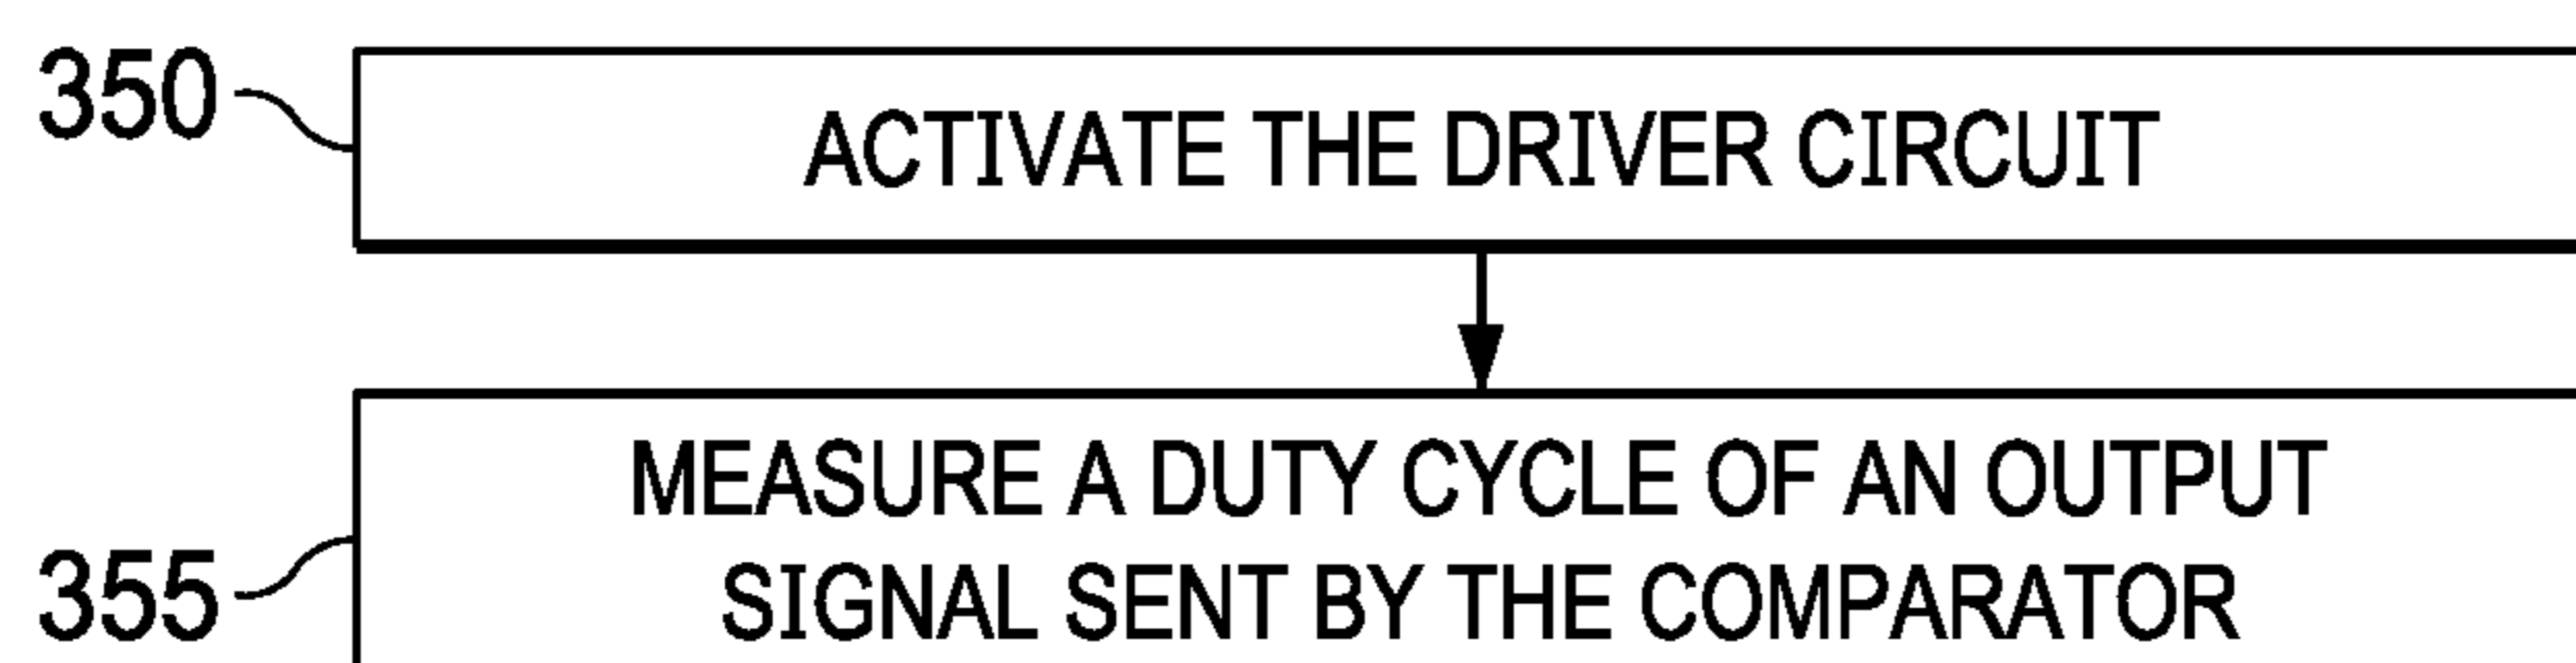 350
ACTIVATE THE DRIVER CIRCUIT
MEASURE A DUTY CYCLE OF AN OUTPUT
355
SIGNAL SENT BY THE COMPARATOR